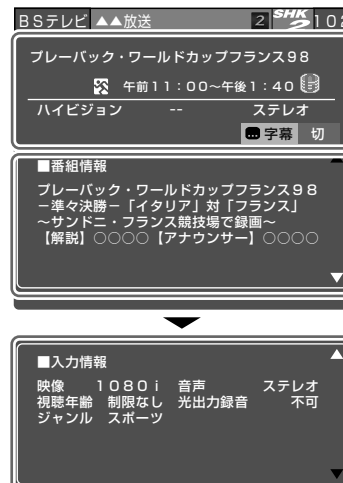 BSテレビ ▲▲放送 2 SHK2 102
プレーバック・ワールドカップフランス98
午前11:00〜午後1:40
ハイビジョン -- ステレオ
字幕 切
■番組情報
プレーバック・ワールドカップフランス98
−準々決勝−「イタリア」対「フランス」
〜サンドニ・フランス競技場で録画〜
【解説】○○○○【アナウンサー】○○○○
■入力情報
映像 1080i 音声 ステレオ
視聴年齢 制限なし 光出力録音 不可
ジャンル スポーツ